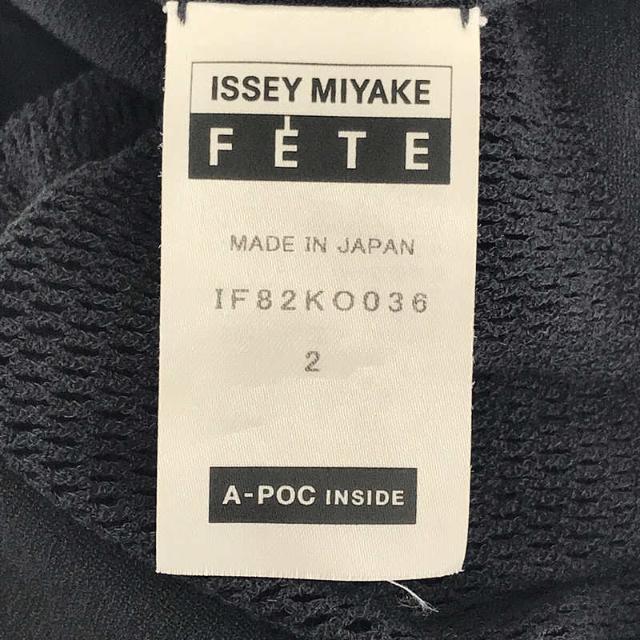 ISSEY MIYAKE
FÊTE
MADE IN JAPAN
IF82KO036
2
A-POC INSIDE